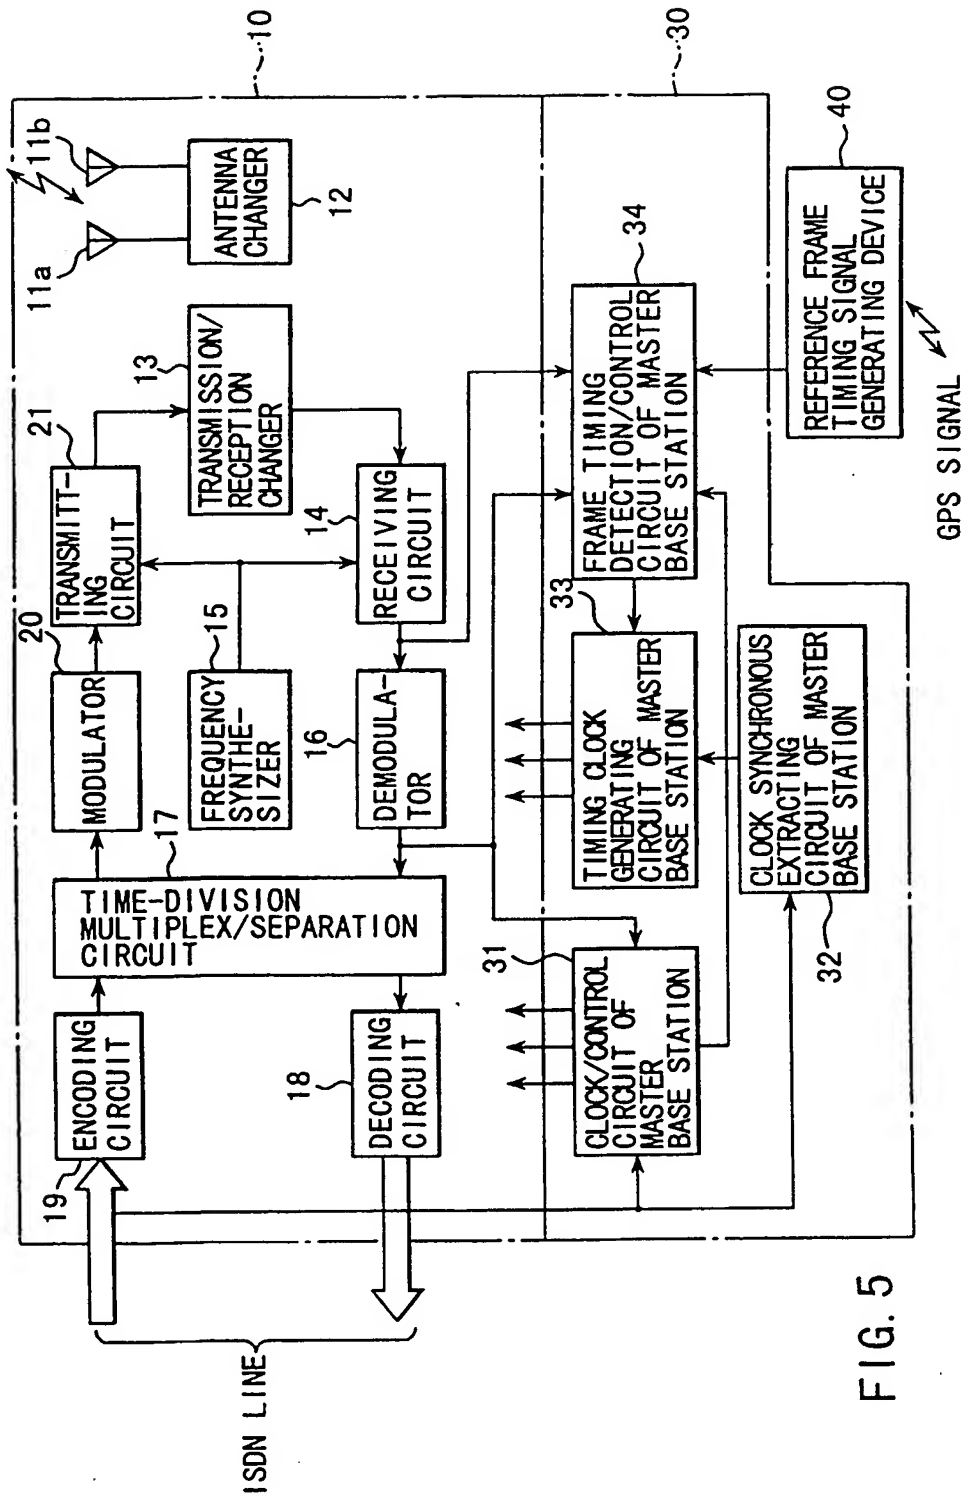 10
11a
11b
ANTENNA
CHANGER
12
13
TRANSMISSION/
RECEPTION
CHANGER
21
TRANSMITT-
ING
CIRCUIT
14
RECEIVING
CIRCUIT
20
MODULATOR
15
FREQUENCY
SYNTHE-
SIZER
16
DEMODULA-
TOR
17
TIME-DIVISION
MULTIPLEX/SEPARATION
CIRCUIT
19
ENCODING
CIRCUIT
18
DECODING
CIRCUIT
ISDN LINE
30
34
FRAME TIMING
DETECTION/CONTROL
CIRCUIT OF MASTER
BASE STATION
33
TIMING CLOCK
GENERATING
CIRCUIT OF MASTER
BASE STATION
31
CLOCK/CONTROL
CIRCUIT OF
MASTER
BASE STATION
CLOCK SYNCHRONOUS
EXTRACTING
CIRCUIT OF MASTER
BASE STATION
32
40
REFERENCE FRAME
TIMING SIGNAL
GENERATING DEVICE
GPS SIGNAL
FIG. 5